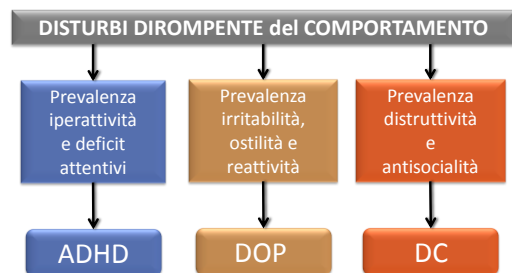 DISTURBI DIROMPENTE del COMPORTAMENTO
Prevalenza
iperattività
e deficit
attentivi
Prevalenza
irritabilità,
ostilità e
reattività
Prevalenza
distruttività
e
antisocialità
ADHD
DOP
DC